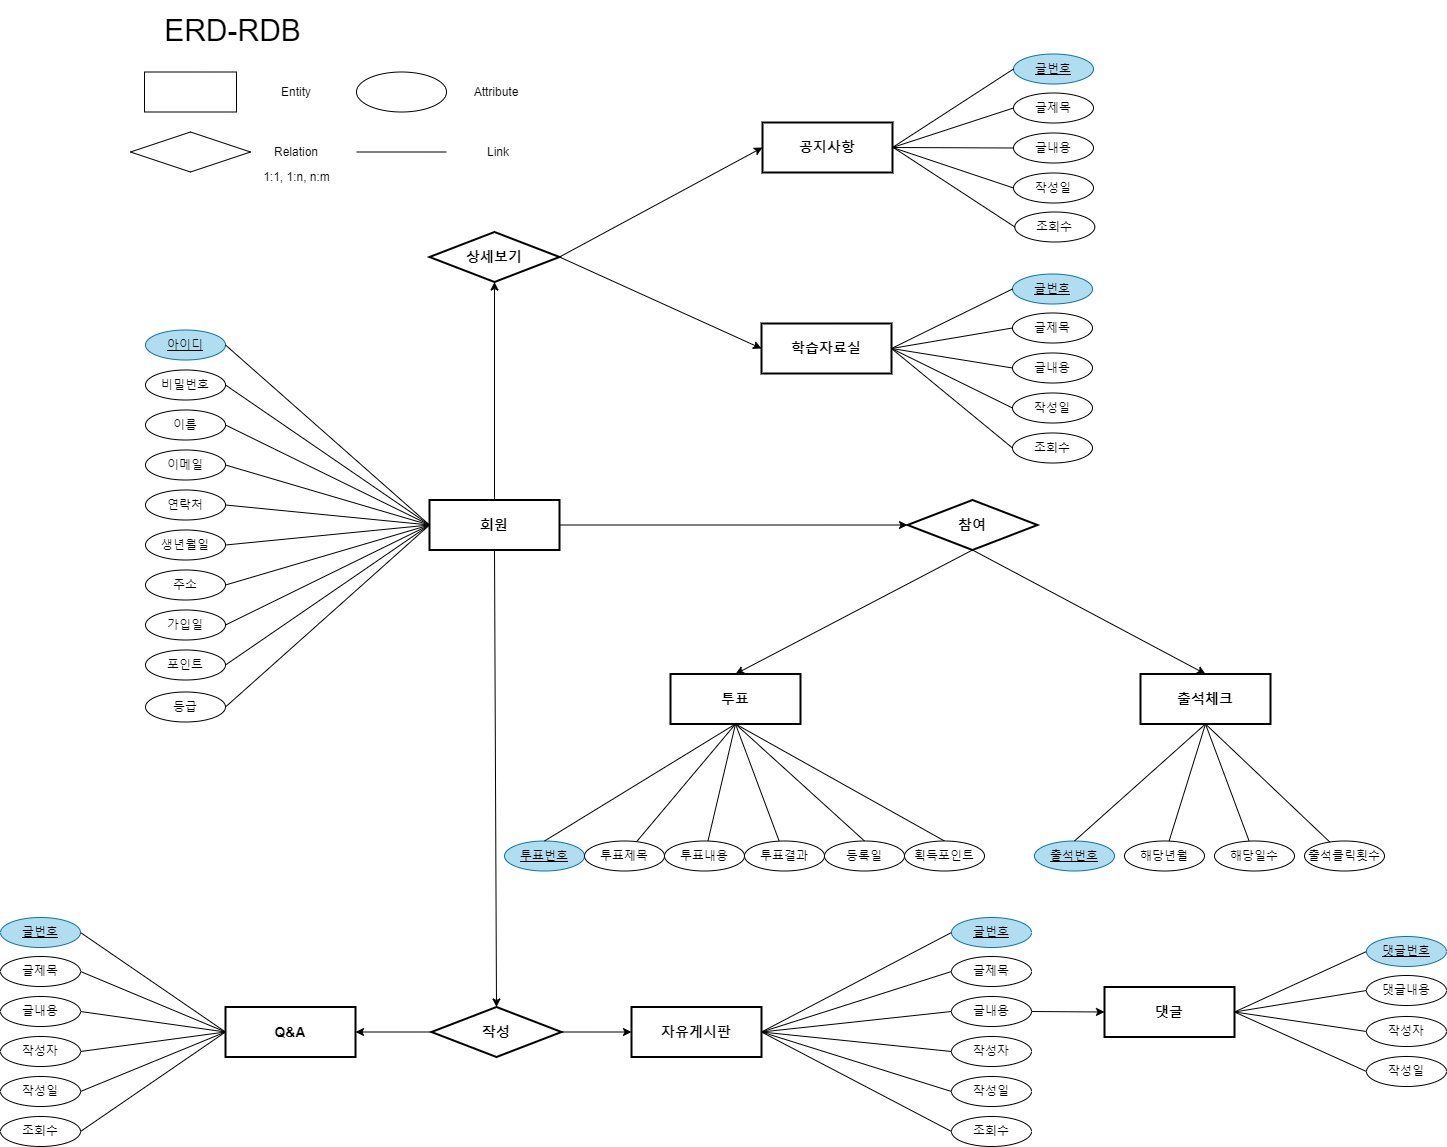 ERD-RDB
Entity
Attribute
Relation
Link
1:1, 1:n, n:m
공지사항
글번호
글제목
글내용
작성일
조회수
상세보기
학습자료실
글번호
글제목
글내용
작성일
조회수
아이디
비밀번호
이름
이메일
연락처
생년월일
주소
가입일
포인트
등급
회원
참여
투표
투표번호
투표제목
투표내용
투표결과
등록일
획득포인트
출석체크
출석번호
해당년월
해당일수
출석클릭횟수
글번호
글제목
글내용
작성자
작성일
조회수
Q&A
작성
자유게시판
글번호
글제목
글내용
작성자
작성일
조회수
댓글
댓글번호
댓글내용
작성자
작성일